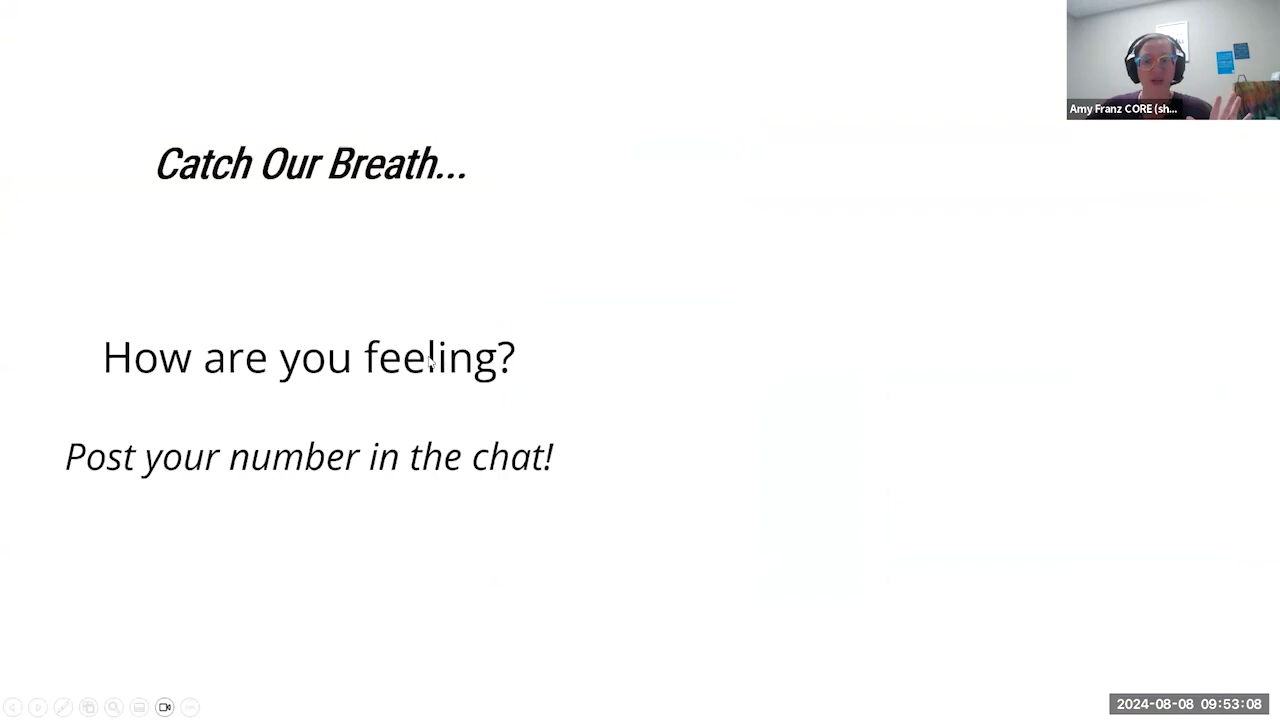 Catch Our Breath...
How are you feeling?
Post your number in the chat!
Amy Franz CORE (sh...
2024-08-08 09:53:08